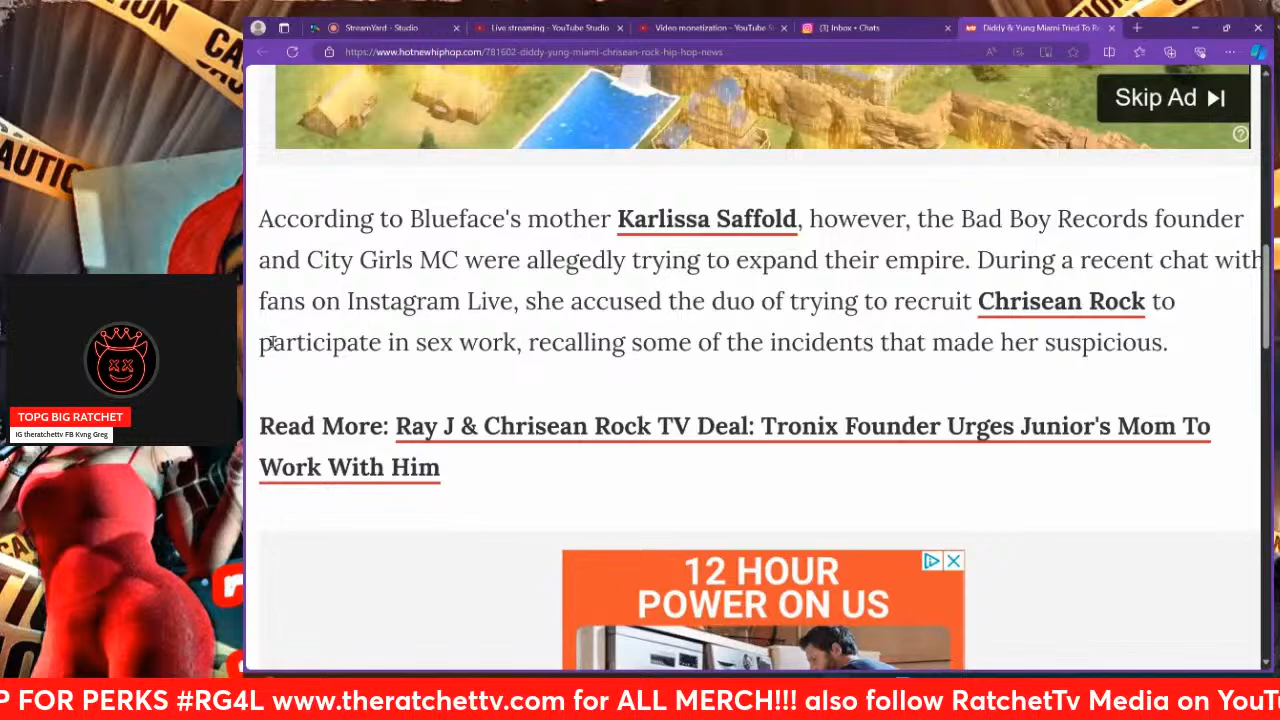 StreamYard - Studio
Live streaming - YouTube Studio
Video monetization - YouTube S
(3) Inbox • Chats
Diddy & Yung Miami Tried To Re
https://www.hotnewhiphop.com/781602-diddy-yung-miami-chrisean-rock-hip-hop-news
CAUTIC
TION
CA
AUTIC
Skip Ad
According to Blueface's mother Karlissa Saffold, however, the Bad Boy Records founder
and City Girls MC were allegedly trying to expand their empire. During a recent chat with
fans on Instagram Live, she accused the duo of trying to recruit Chrisean Rock to
participate in sex work, recalling some of the incidents that made her suspicious.
TOPG BIG RATCHET
IG theratchettv FB Kvng Greg
Read More: Ray J & Chrisean Rock TV Deal: Tronix Founder Urges Junior's Mom To
Work With Him
12 HOUR
POWER ON US
P FOR PERKS #RG4L www.theratchettv.com for ALL MERCH!!! also follow RatchetTv Media on YouT